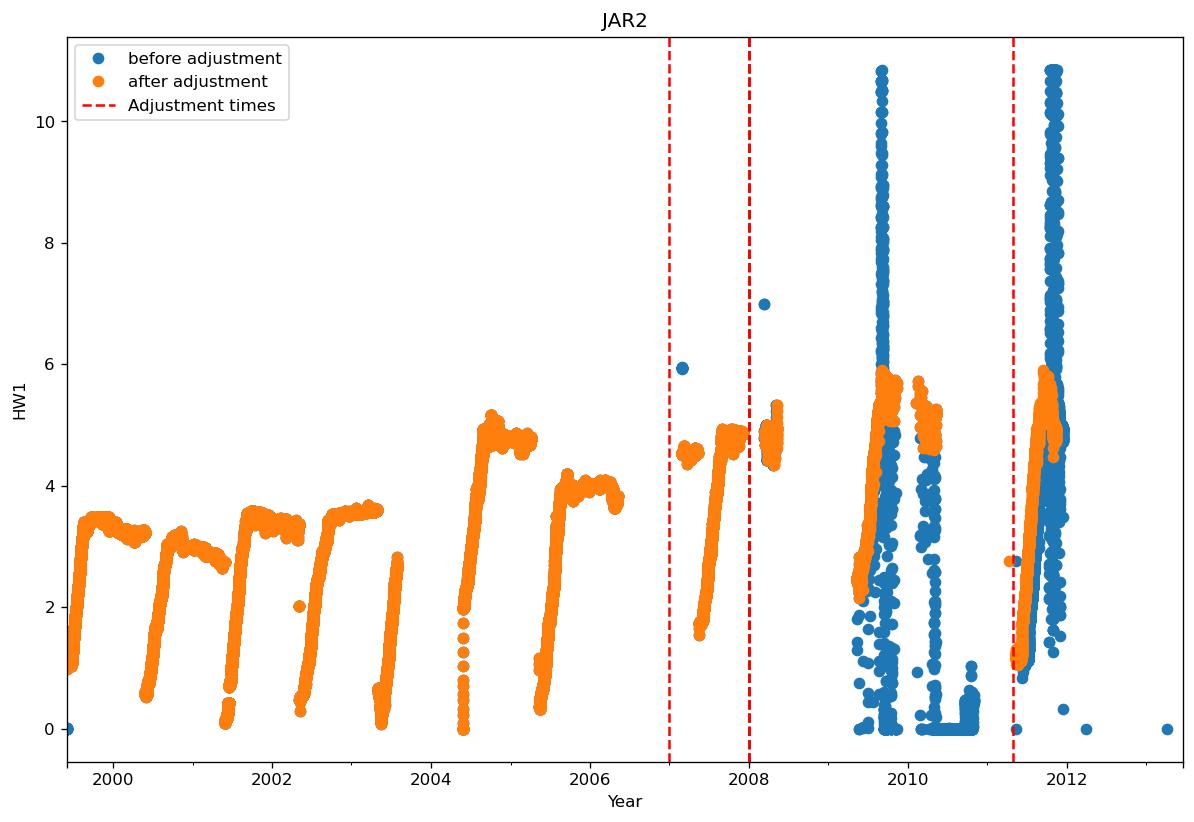 JAR2
before adjustment
after adjustment
Adjustment times
HW1
10
8
6
4
2
0
2000 2002 2004 2006 2008 2010 2012
Year